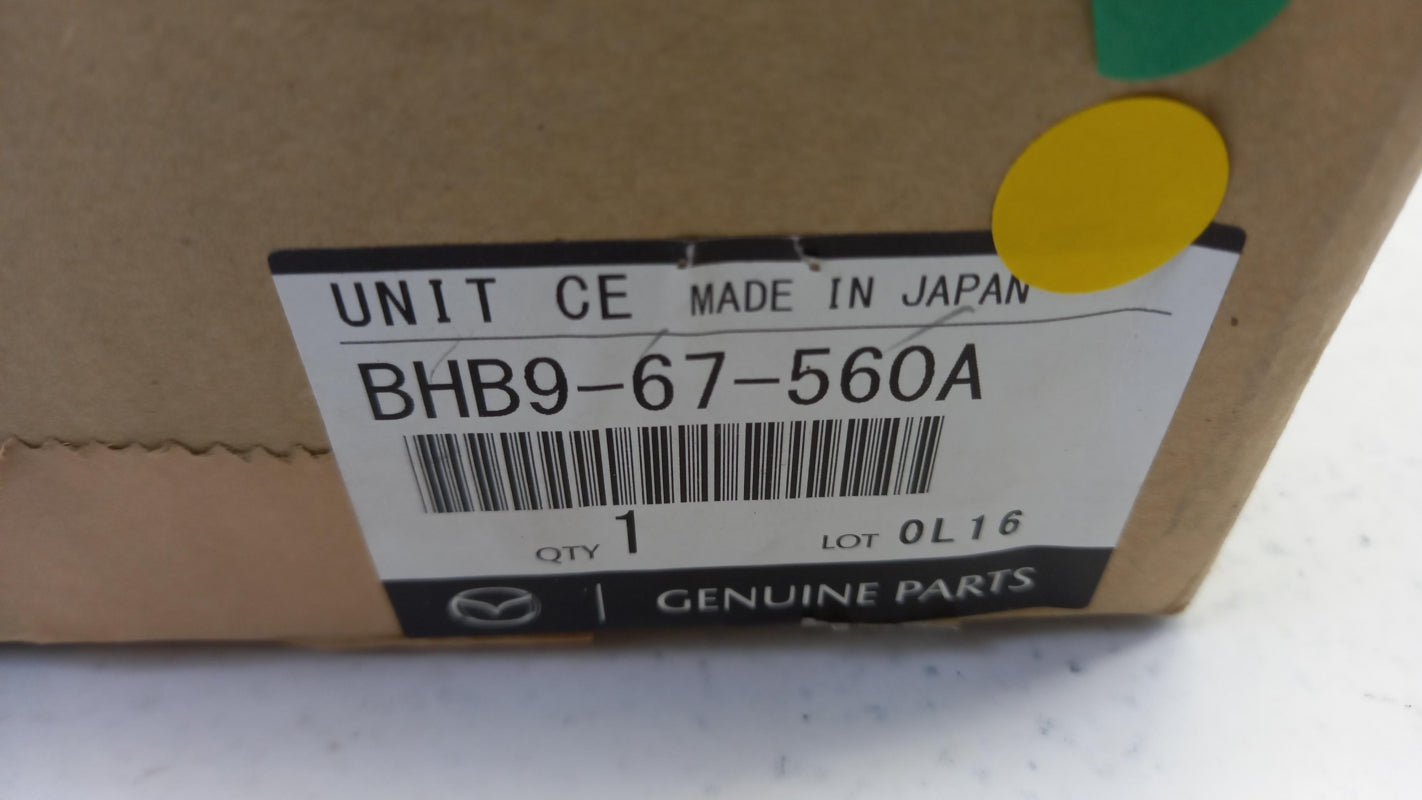 UNIT CE MADE IN JAPAN
BHB9-67-560A
QTY 1 LOT 0L16
GENUINE PARTS